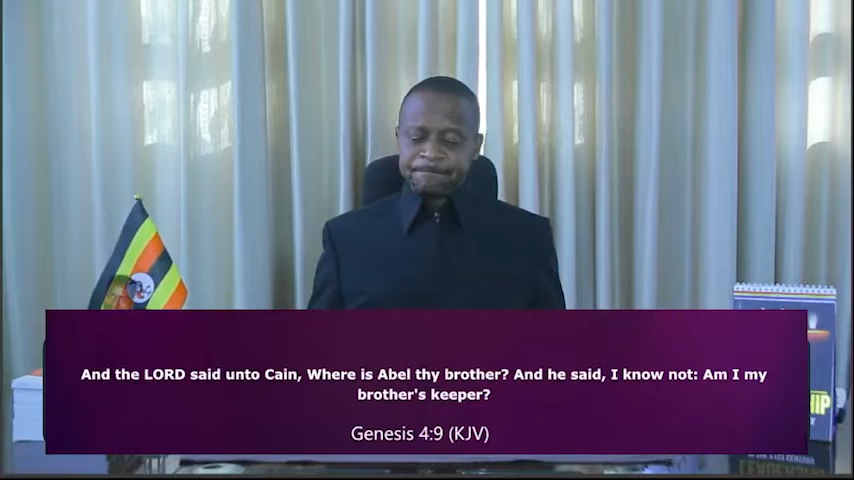 And the LORD said unto Cain, Where is Abel thy brother? And he said, I know not: Am I my
brother's keeper?
Genesis 4:9 (KJV)